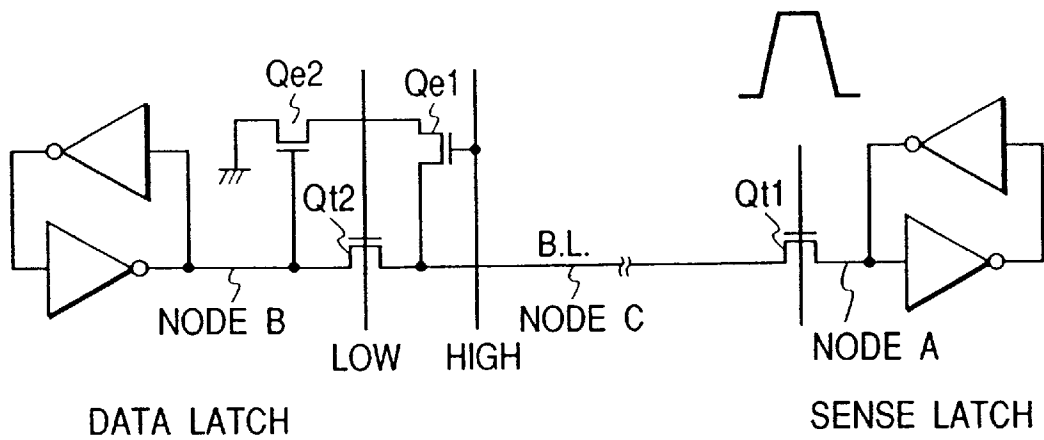 Qe2
Qe1
Qt2
Qt1
B.L.
NODE B
NODE C
NODE A
LOW
HIGH
DATA LATCH
SENSE LATCH